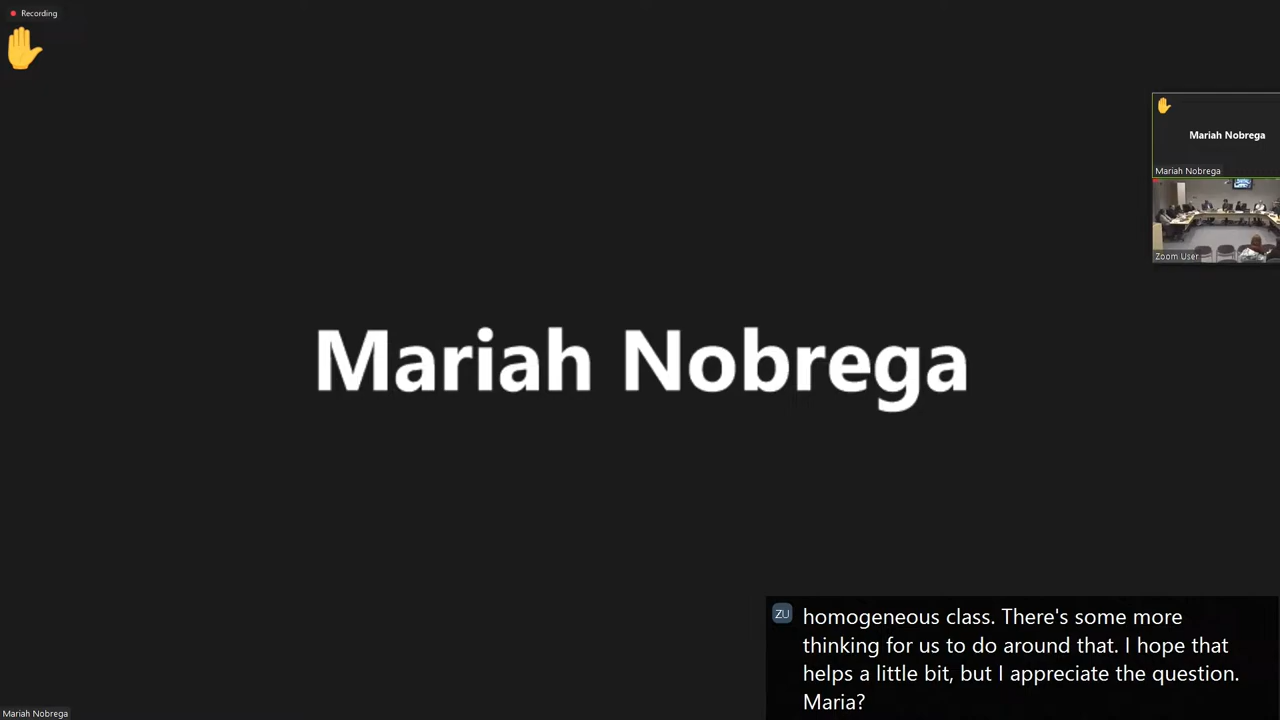 Recording
Mariah Nobrega
Mariah Nobrega
Zoom User
Mariah Nobrega
ZU
homogeneous class. There's some more
thinking for us to do around that. I hope that
helps a little bit, but I appreciate the question.
Maria?
Mariah Nobrega